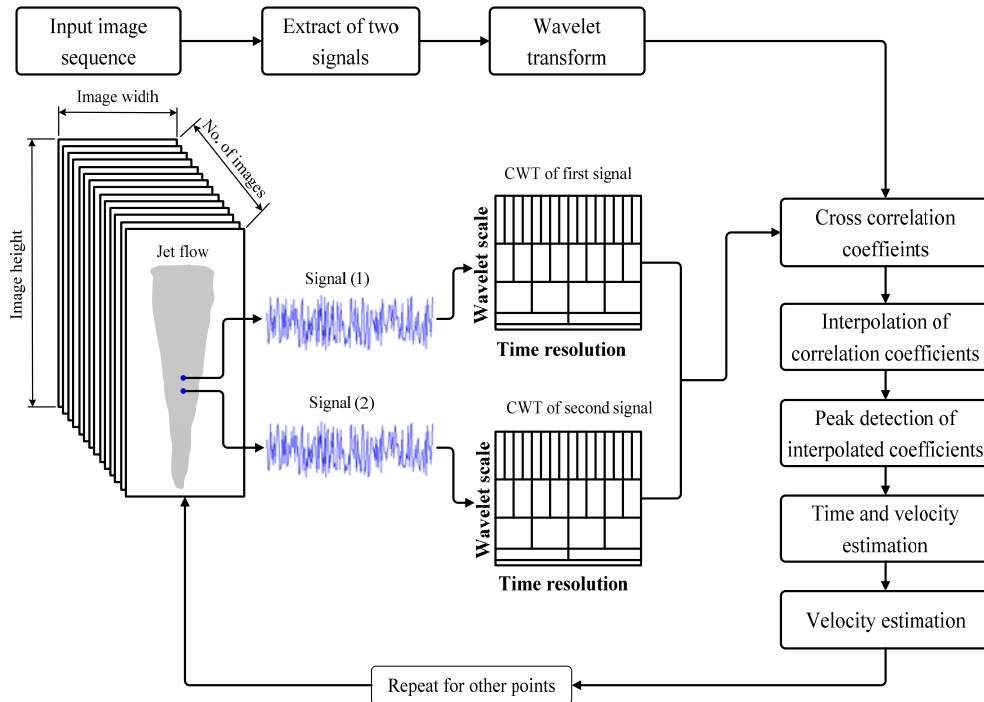 Input image
sequence
Extract of two
signals
Wavelet
transform
Image width
No. of images
Image height
Jet flow
Signal (1)
Signal (2)
CWT of first signal
Wavelet scale
Time resolution
CWT of second signal
Wavelet scale
Time resolution
Cross correlation
coeffieints
Interpolation of
correlation coefficients
Peak detection of
interpolated coefficients
Time and velocity
estimation
Velocity estimation
Repeat for other points